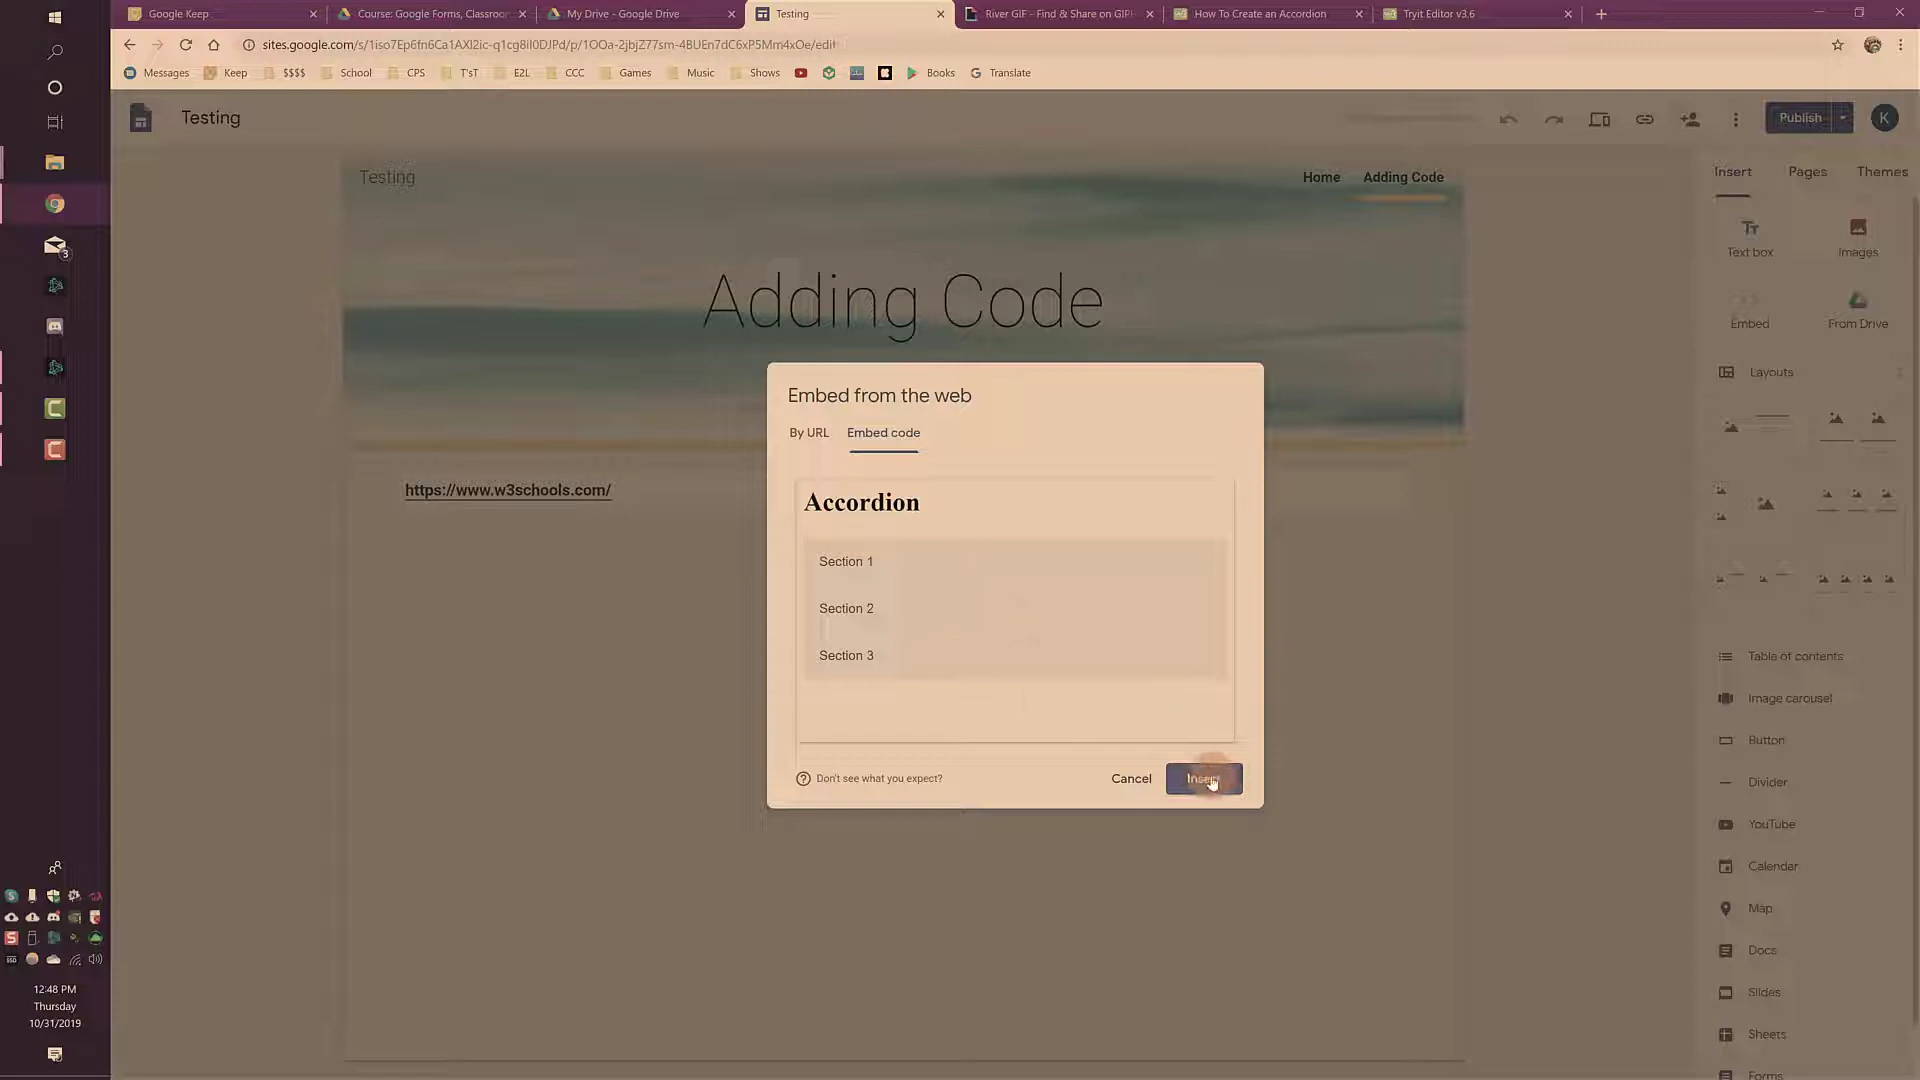 Google Keep
Course: Google Forms, Classroon
My Drive - Google Drive
Testing
River GIF - Find & Share on GIPH
How To Create an Accordion
Tryit Editor v3.6
sites.google.com/s/1iso7Ep6fn6Ca1AXl2ic-q1cg8il0DJPd/p/1OOa-2jbjZ77sm-4BUEn7dC6xP5Mm4xOe/edit
Messages
Keep
$$$$
School
CPS
T'sT
E2L
CCC
Games
Music
Shows
Books
Translate
Testing
Publish
K
Testing
Home
Adding Code
Insert
Pages
Themes
Text box
Images
Embed
From Drive
Layouts
Adding Code
https://www.w3schools.com/
Embed from the web
By URL
Embed code
Accordion
Section 1
Section 2
Section 3
Don't see what you expect?
Cancel
Insert
Table of contents
Image carousel
Button
Divider
YouTube
Calendar
Map
Docs
Slides
Sheets
Forms
3
12:48 PM
Thursday
10/31/2019